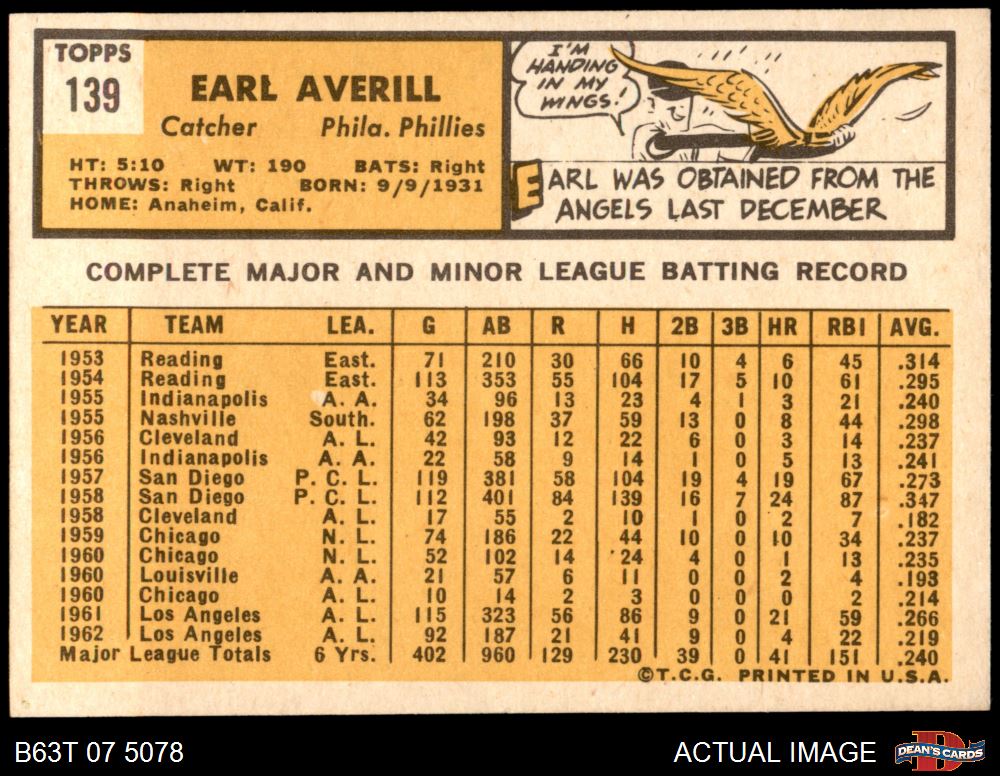 TOPPS
139
EARL AVERILL
Catcher Phila. Phillies
HT: 5:10 WT: 190 BATS: Right
THROWS: Right BORN: 9/9/1931
HOME: Anaheim, Calif.
I'M
HANDING
IN MY
WINGS!
EARL WAS OBTAINED FROM THE
ANGELS LAST DECEMBER
COMPLETE MAJOR AND MINOR LEAGUE BATTING RECORD
YEAR TEAM LEA. G AB R H 2B 3B HR RBI AVG.
1953 Reading East. 71 210 30 66 10 4 6 45 .314
1954 Reading East. 113 353 55 104 17 5 10 61 .295
1955 Indianapolis A. A. 34 96 13 23 4 1 3 21 .240
1955 Nashville South. 62 198 37 59 13 0 8 44 .298
1956 Cleveland A. L. 42 93 12 22 6 0 3 14 .237
1956 Indianapolis A. A. 22 58 9 14 1 0 5 13 .241
1957 San Diego P. C. L. 119 381 58 104 19 4 19 67 .273
1958 San Diego P. C. L. 112 401 84 139 16 7 24 87 .347
1958 Cleveland A. L. 17 55 2 10 1 0 2 7 .182
1959 Chicago N. L. 74 186 22 44 10 0 10 34 .237
1960 Chicago N. L. 52 102 14 24 4 0 1 13 .235
1960 Louisville A. A. 21 57 6 11 0 0 2 4 .193
1960 Chicago A. L. 10 14 2 3 0 0 0 2 .214
1961 Los Angeles A. L. 115 323 56 86 9 0 21 59 .266
1962 Los Angeles A. L. 92 187 21 41 9 0 4 22 .219
Major League Totals 6 Yrs. 402 960 129 230 39 0 41 151 .240
©T.C.G. PRINTED IN U.S.A.
B63T 07 5078 ACTUAL IMAGE DEAN'S CARDS